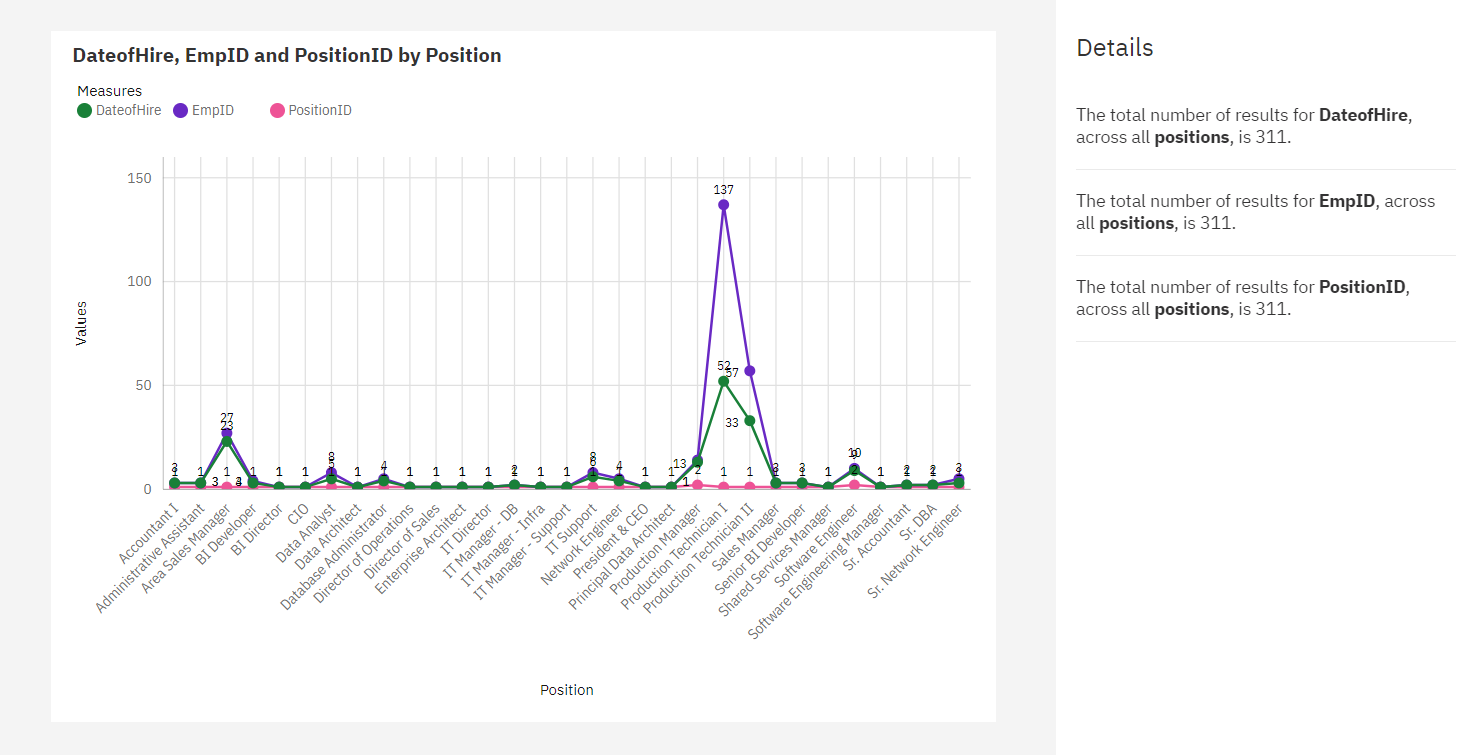 DateofHire, EmpID and PositionID by Position
Measures
DateofHire EmpID PositionID
150
100
50
0
Values
137
52
57
33
27
23
13
10
Accountant I
Administrative Assistant
Area Sales Manager
BI Developer
BI Director
CIO
Data Analyst
Data Architect
Database Administrator
Director of Operations
Director of Sales
Enterprise Architect
IT Director
IT Manager - DB
IT Manager - Infra
IT Manager - Support
IT Support
Network Engineer
President & CEO
Principal Data Architect
Production Manager
Production Technician I
Production Technician II
Sales Manager
Senior BI Developer
Shared Services Manager
Software Engineer
Software Engineering Manager
Sr. Accountant
Sr. DBA
Sr. Network Engineer
Position
Details
The total number of results for DateofHire,
across all positions, is 311.
The total number of results for EmpID, across
all positions, is 311.
The total number of results for PositionID,
across all positions, is 311.